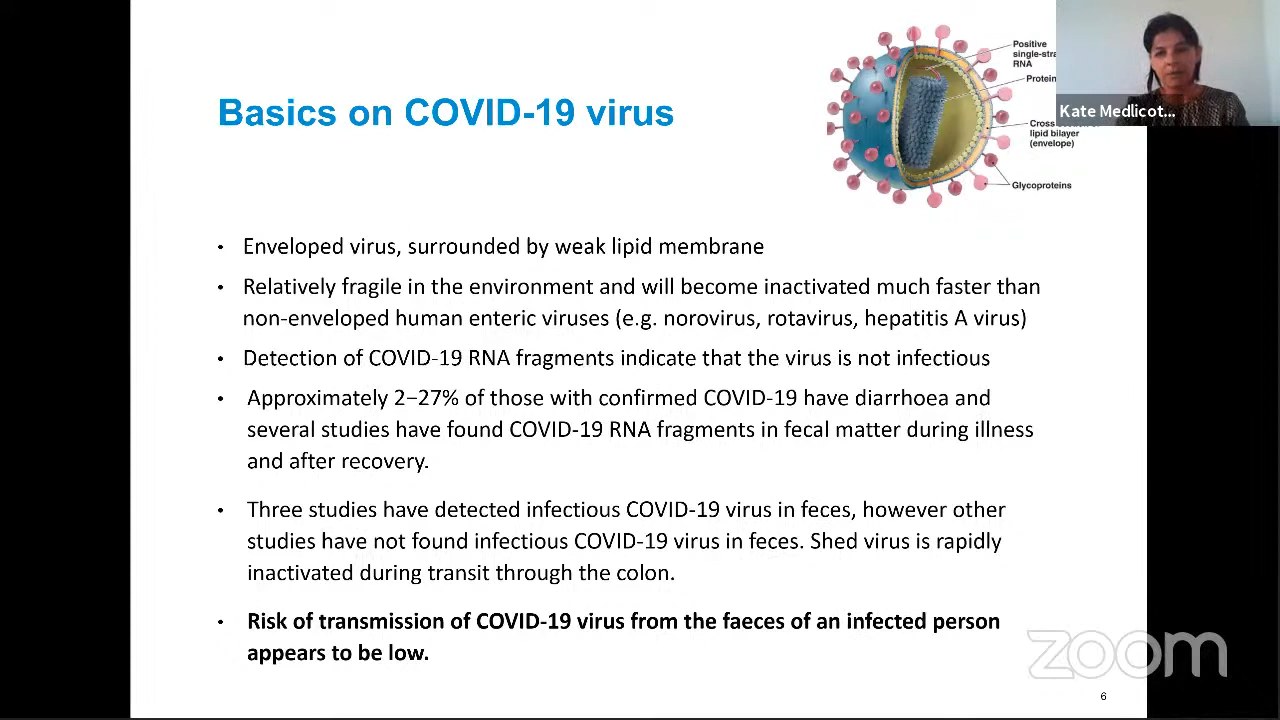 Basics on COVID-19 virus
Positive
single-stra
RNA
Protein
Cross
lipid bilayer
(envelope)
Glycoproteins
Kate Medlicot...
• Enveloped virus, surrounded by weak lipid membrane
• Relatively fragile in the environment and will become inactivated much faster than
non-enveloped human enteric viruses (e.g. norovirus, rotavirus, hepatitis A virus)
• Detection of COVID-19 RNA fragments indicate that the virus is not infectious
• Approximately 2−27% of those with confirmed COVID-19 have diarrhoea and
several studies have found COVID-19 RNA fragments in fecal matter during illness
and after recovery.
• Three studies have detected infectious COVID-19 virus in feces, however other
studies have not found infectious COVID-19 virus in feces. Shed virus is rapidly
inactivated during transit through the colon.
• Risk of transmission of COVID-19 virus from the faeces of an infected person
appears to be low.
zoom
6